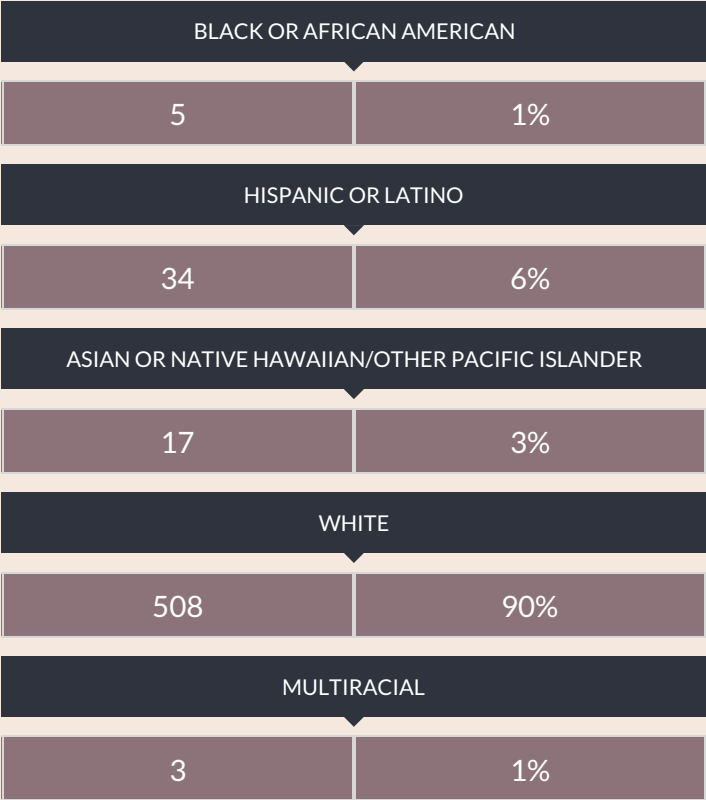 BLACK OR AFRICAN AMERICAN
5 1%
HISPANIC OR LATINO
34 6%
ASIAN OR NATIVE HAWAIIAN/OTHER PACIFIC ISLANDER
17 3%
WHITE
508 90%
MULTIRACIAL
3 1%